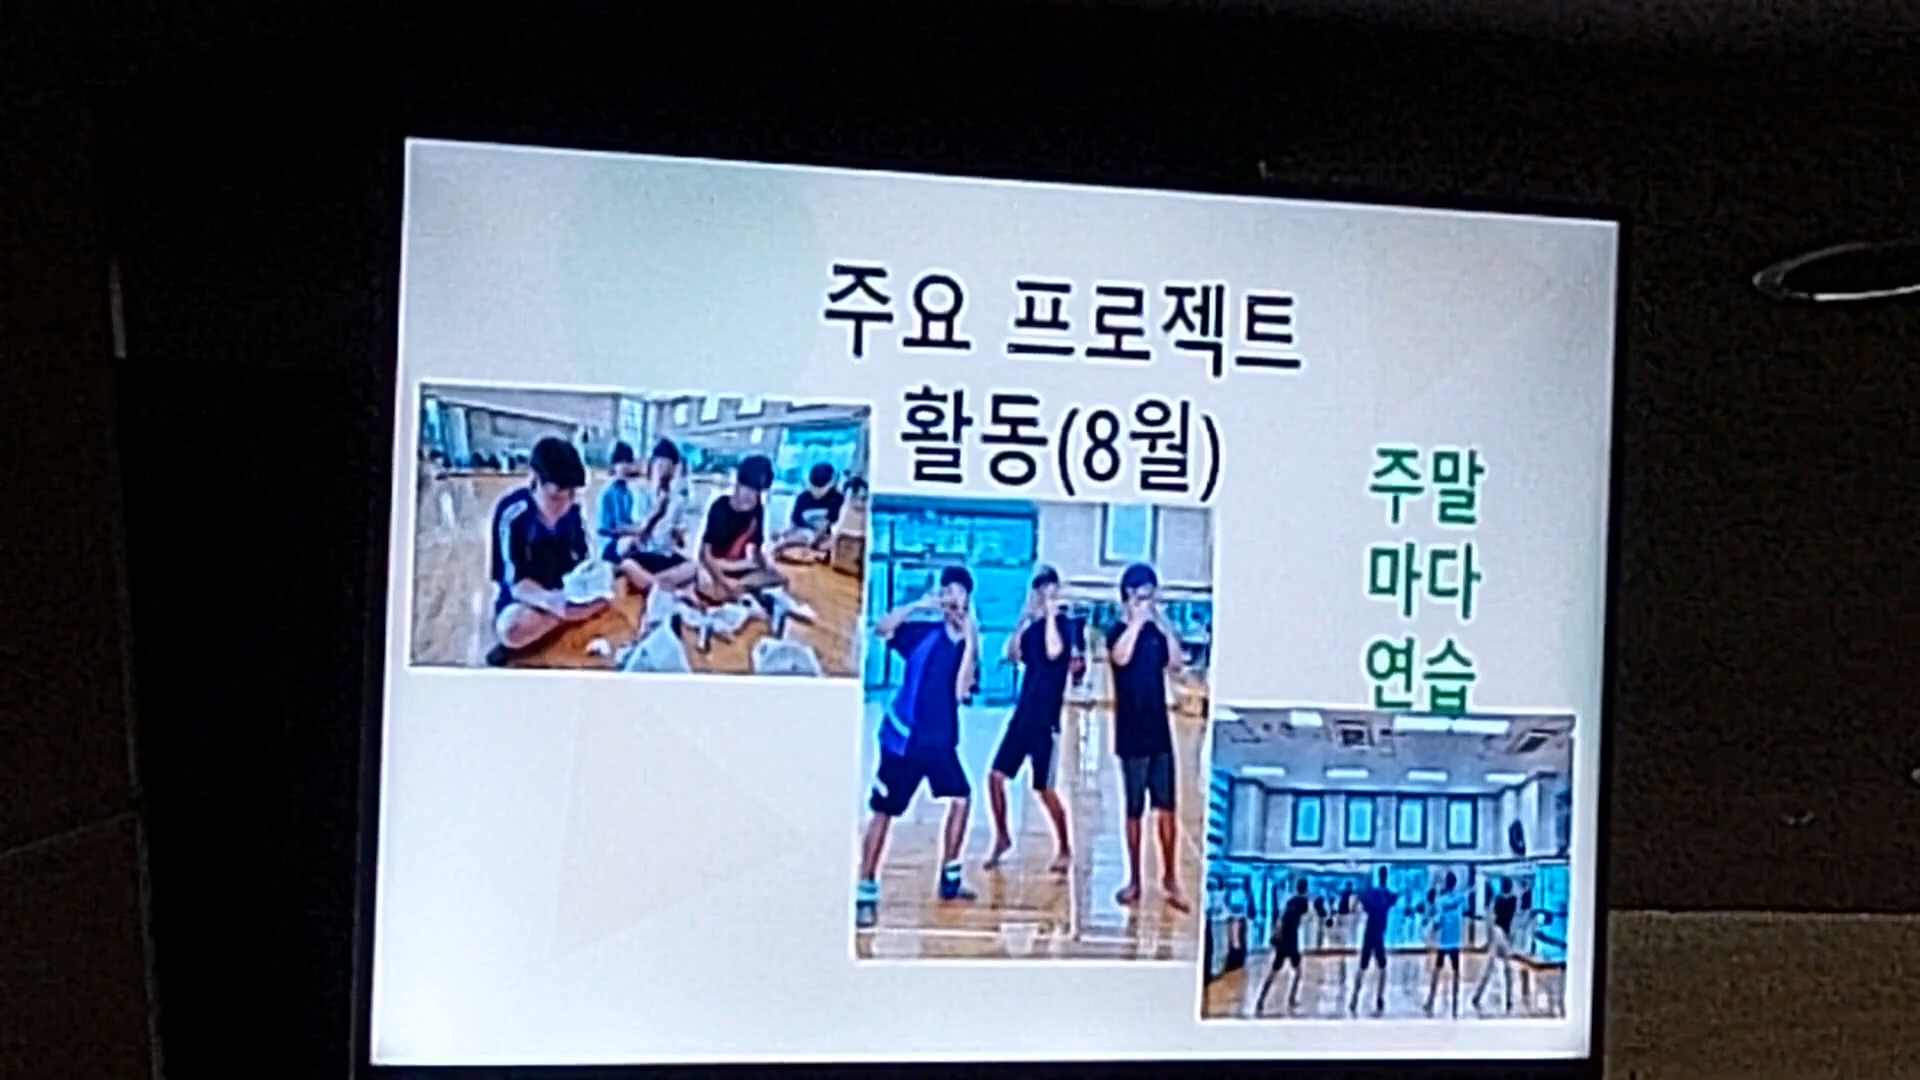 주요 프로젝트
활동(8월)
주말
마다
연습